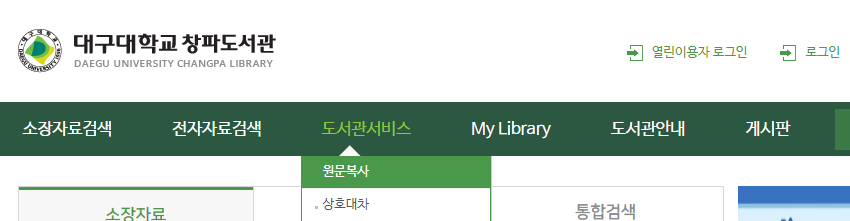 대구대학교 창파도서관
DAEGU UNIVERSITY CHANGPA LIBRARY
열린이용자 로그인 로그인
소장자료검색 전자자료검색 도서관서비스 My Library 도서관안내 게시판
원문복사
상호대차
소장자료 통합검색